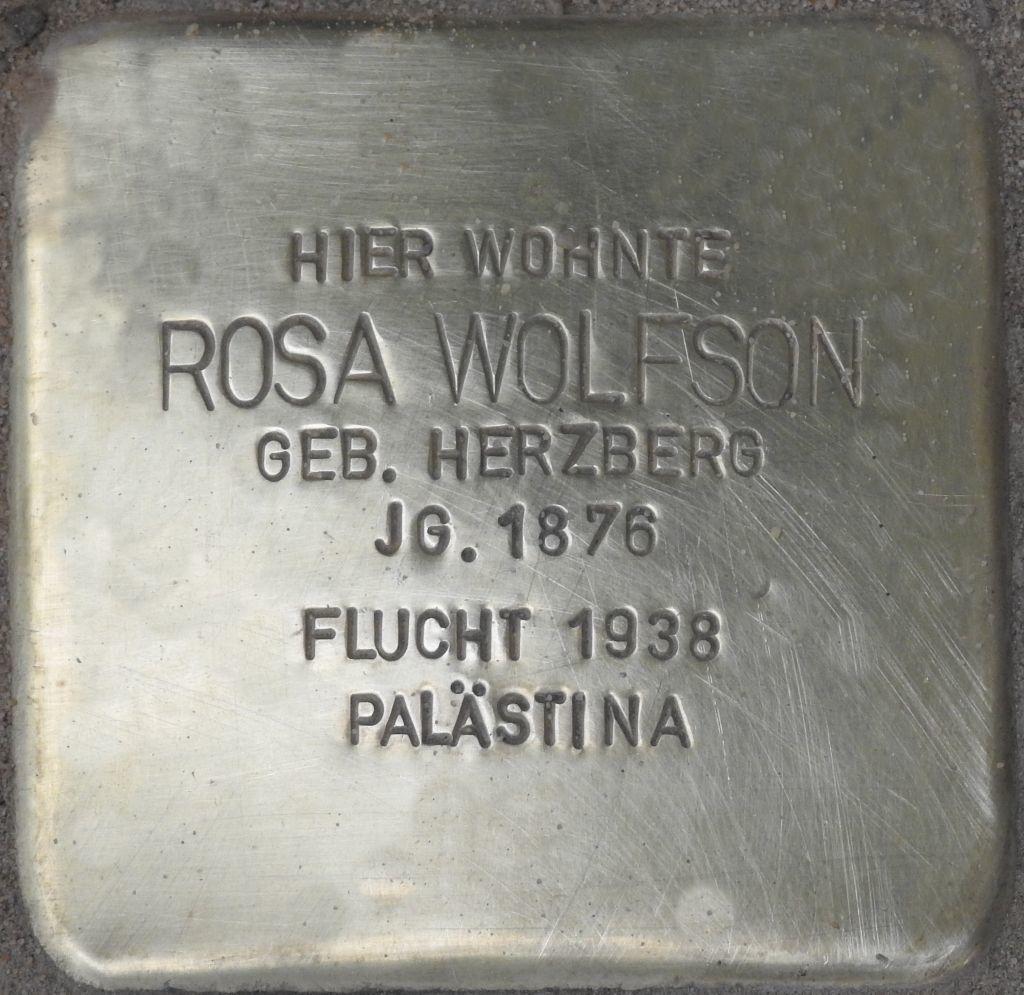 HIER WOHNTE
ROSA WOLFSON
GEB. HERZBERG
JG. 1876
FLUCHT 1938
PALÄSTINA